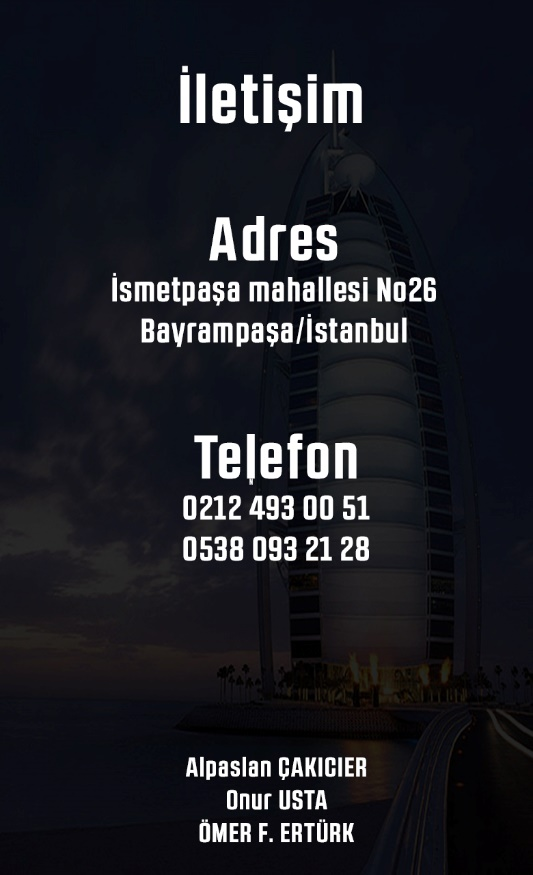 İletişim
Adres
İsmetpaşa mahallesi No26
Bayrampaşa/İstanbul
Telefon
0212 493 00 51
0538 093 21 28
Alpaslan ÇAKICIER
Onur USTA
ÖMER F. ERTÜRK